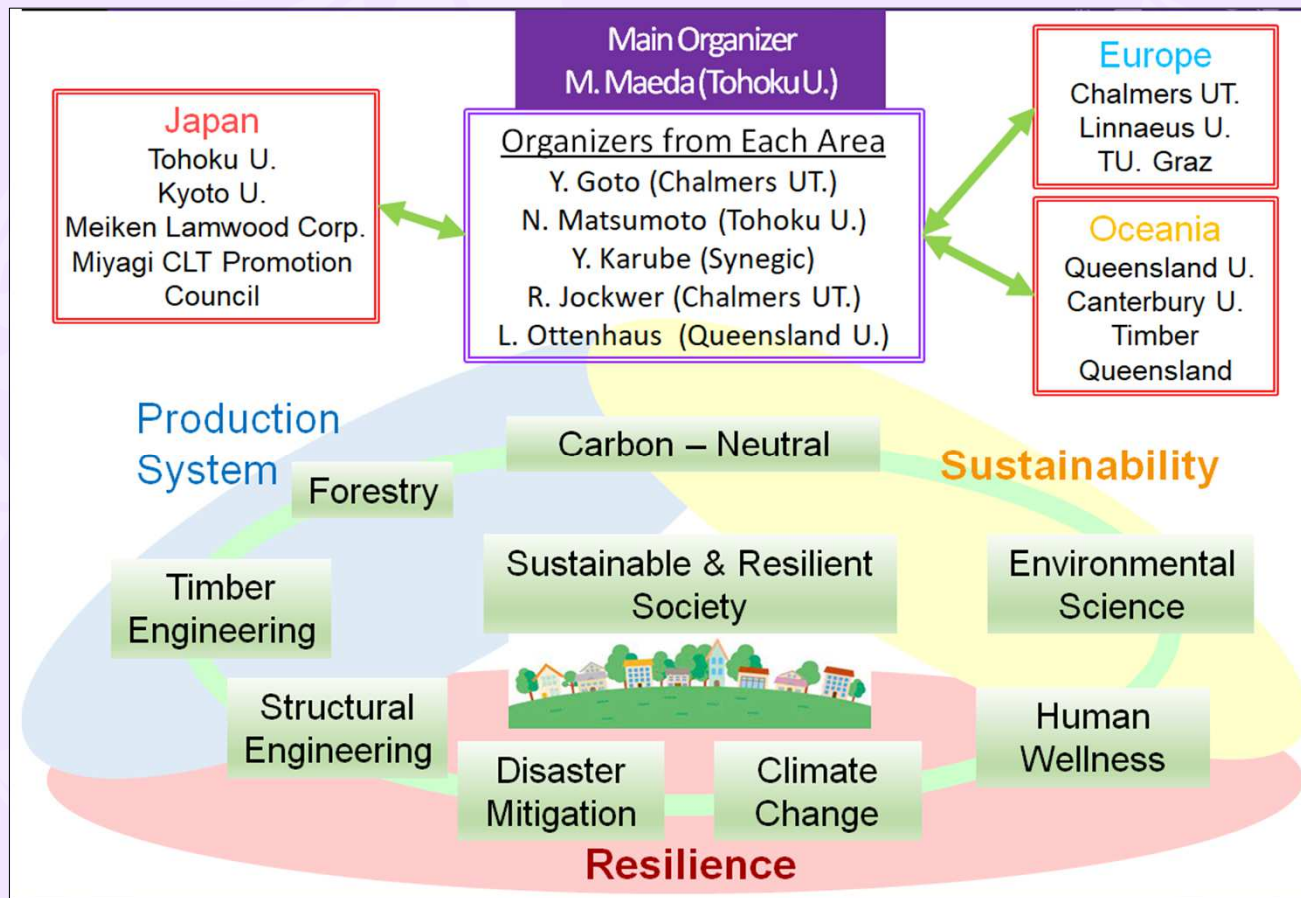 Main Organizer
M. Maeda (Tohoku U.)
Japan
Tohoku U.
Kyoto U.
Meiken Lamwood Corp.
Miyagi CLT Promotion
Council
Organizers from Each Area
Y. Goto (Chalmers UT.)
N. Matsumoto (Tohoku U.)
Y. Karube (Synegic)
R. Jockwer (Chalmers UT.)
L. Ottenhaus (Queensland U.)
Europe
Chalmers UT.
Linnaeus U.
TU. Graz
Oceania
Queensland U.
Canterbury U.
Timber
Queensland
Production
System
Carbon – Neutral
Sustainability
Forestry
Timber
Engineering
Sustainable & Resilient
Society
Environmental
Science
Structural
Engineering
Human
Wellness
Disaster
Mitigation
Climate
Change
Resilience